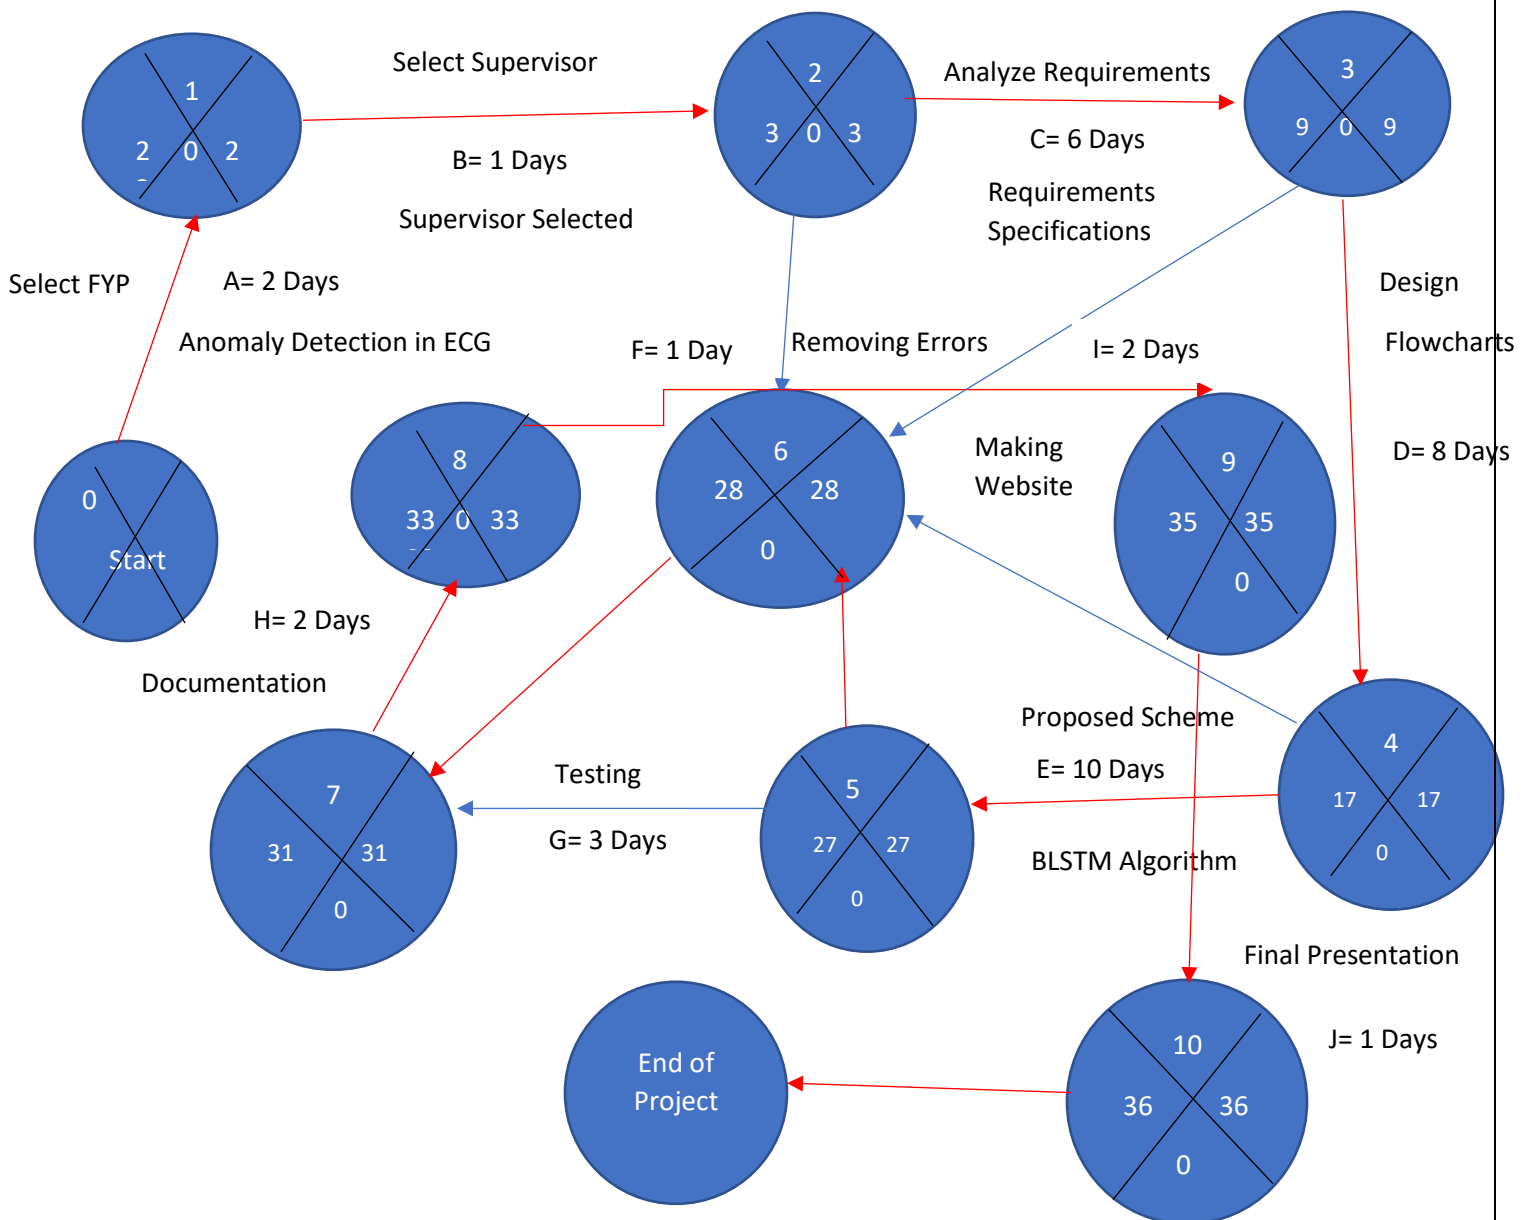 1
2 0 2
Select Supervisor
B= 1 Days
Supervisor Selected
2
3 0 3
Analyze Requirements
C= 6 Days
Requirements
Specifications
3
9 0 9
Select FYP
A= 2 Days
Anomaly Detection in ECG
F= 1 Day
Removing Errors
I= 2 Days
Design
Flowcharts
D= 8 Days
0
Start
8
33 0 33
6
28 28
0
Making
Website
9
35 35
0
H= 2 Days
Documentation
7
31 31
0
Testing
G= 3 Days
5
27 27
0
Proposed Scheme
E= 10 Days
BLSTM Algorithm
4
17 17
0
Final Presentation
J= 1 Days
End of
Project
10
36 36
0